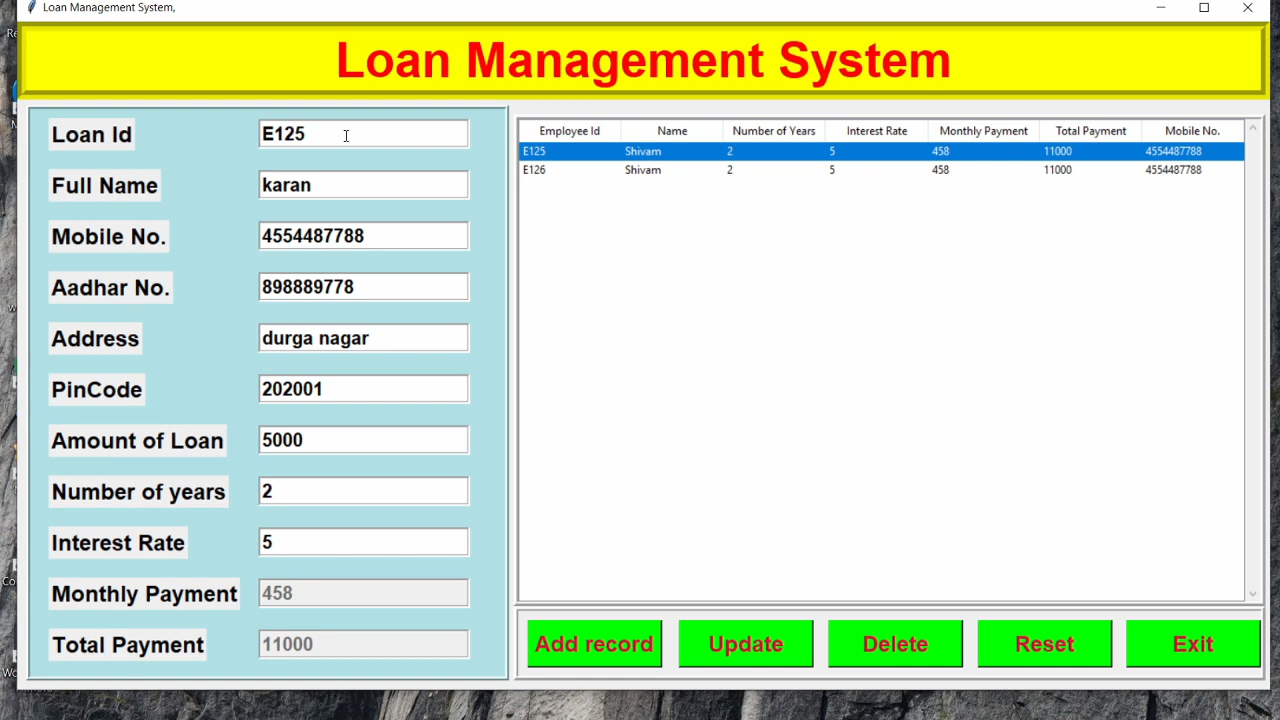 Loan Management System,
Loan Management System
Loan Id E125
Full Name karan
Mobile No. 4554487788
Aadhar No. 898889778
Address durga nagar
PinCode 202001
Amount of Loan 5000
Number of years 2
Interest Rate 5
Monthly Payment 458
Total Payment 11000
Employee Id Name Number of Years Interest Rate Monthly Payment Total Payment Mobile No.
E125 Shivam 2 5 458 11000 4554487788
E126 Shivam 2 5 458 11000 4554487788
Add record Update Delete Reset Exit